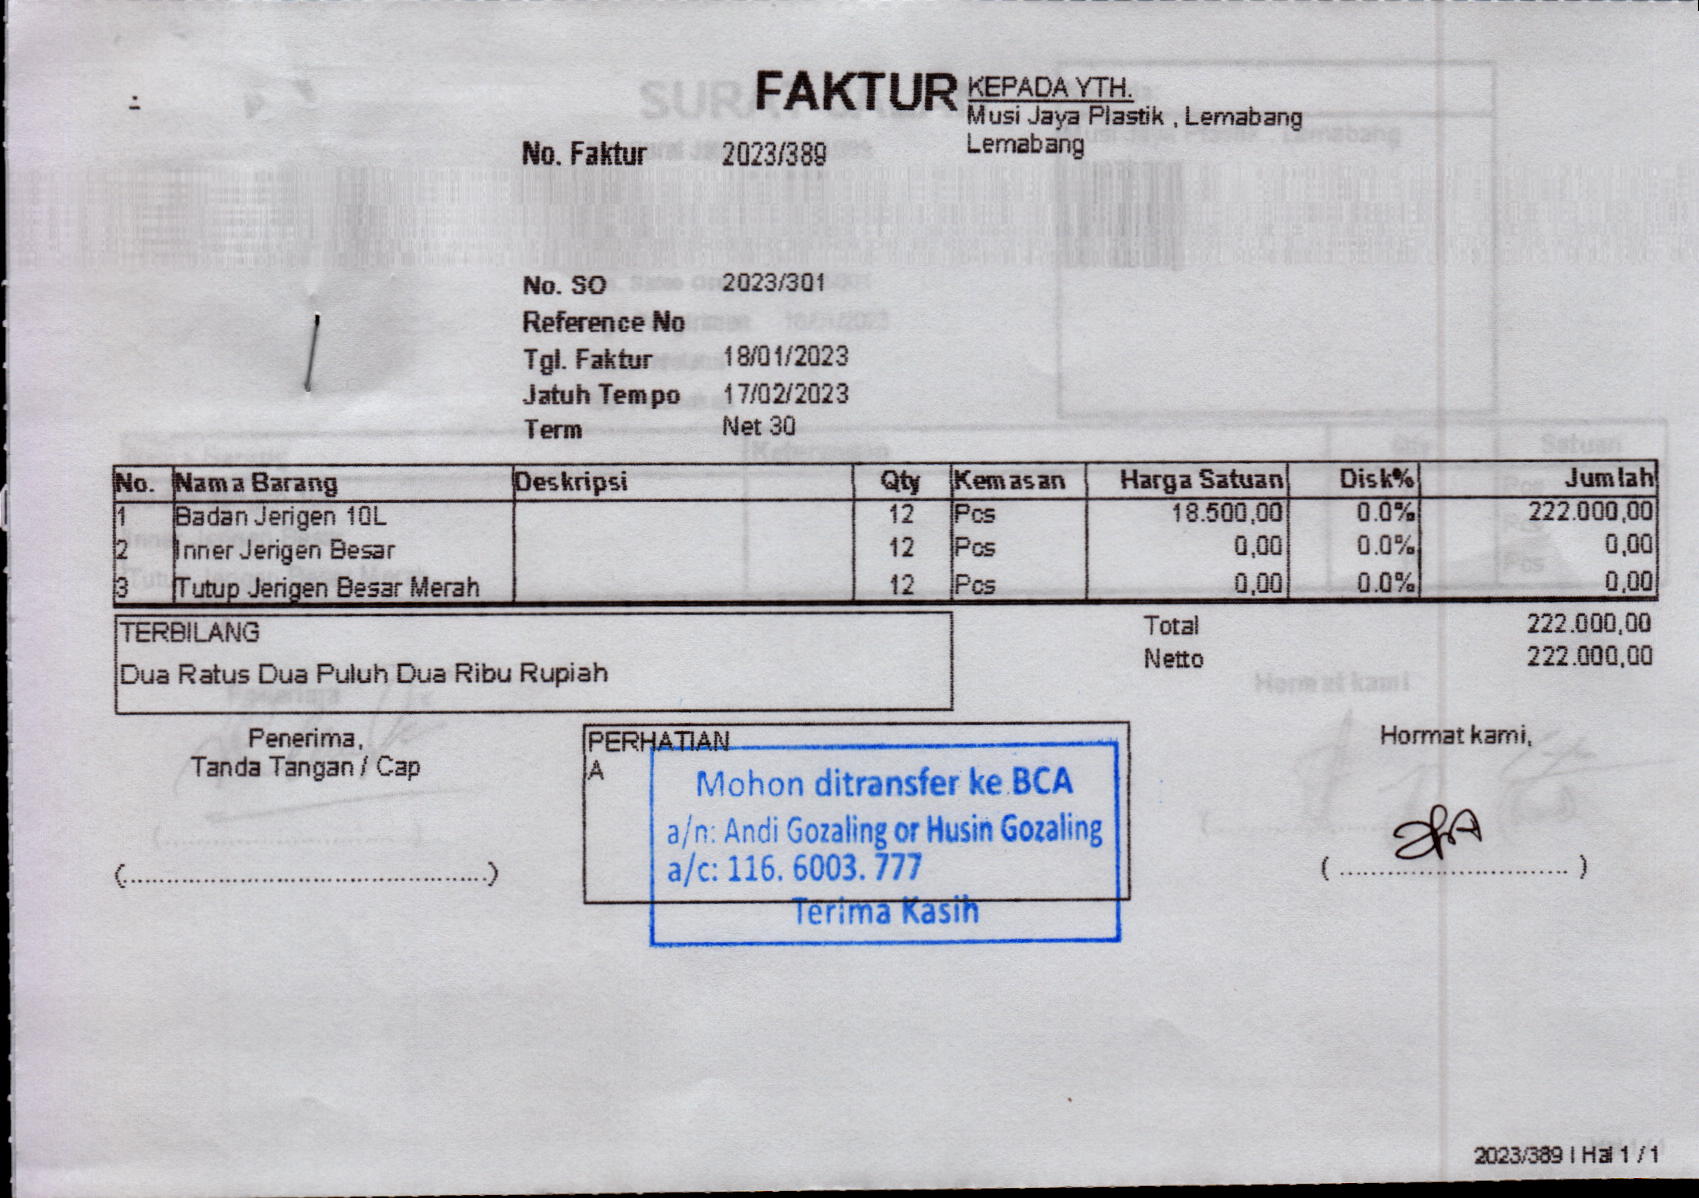 FAKTUR
KEPADA YTH.
Musi Jaya Plastik , Lemabang
Lemabang
No. Faktur 2023/389
No. SO 2023/301
Reference No
Tgl. Faktur 18/01/2023
Jatuh Tempo 17/02/2023
Term Net 30
No. Nama Barang Deskripsi Qty Kemasan Harga Satuan Disk% Jumlah
1 Badan Jerigen 10L 12 Pcs 18.500,00 0.0% 222.000,00
2 Inner Jerigen Besar 12 Pcs 0,00 0.0% 0,00
3 Tutup Jerigen Besar Merah 12 Pcs 0,00 0.0% 0,00
TERBILANG
Dua Ratus Dua Puluh Dua Ribu Rupiah
Total 222.000,00
Netto 222.000,00
Penerima,
Tanda Tangan / Cap
(................................................)
PERHATIAN
A
Mohon ditransfer ke BCA
a/n: Andi Gozaling or Husin Gozaling
a/c: 116. 6003. 777
Terima Kasih
Hormat kami,
( .............................. )
2023/389 | Hal 1 / 1